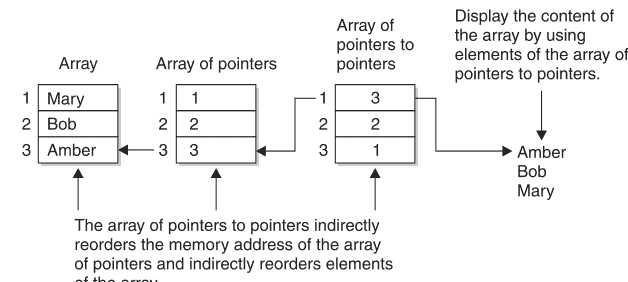 Display the content of
the array by using
elements of the array of
pointers to pointers.
Array
Array of pointers
Array of
pointers to
pointers
1 Mary 1 1 1 3
2 Bob 2 2 2 2
3 Amber 3 3 3 1
Amber
Bob
Mary
The array of pointers to pointers indirectly
reorders the memory address of the array
of pointers and indirectly reorders elements
of the array